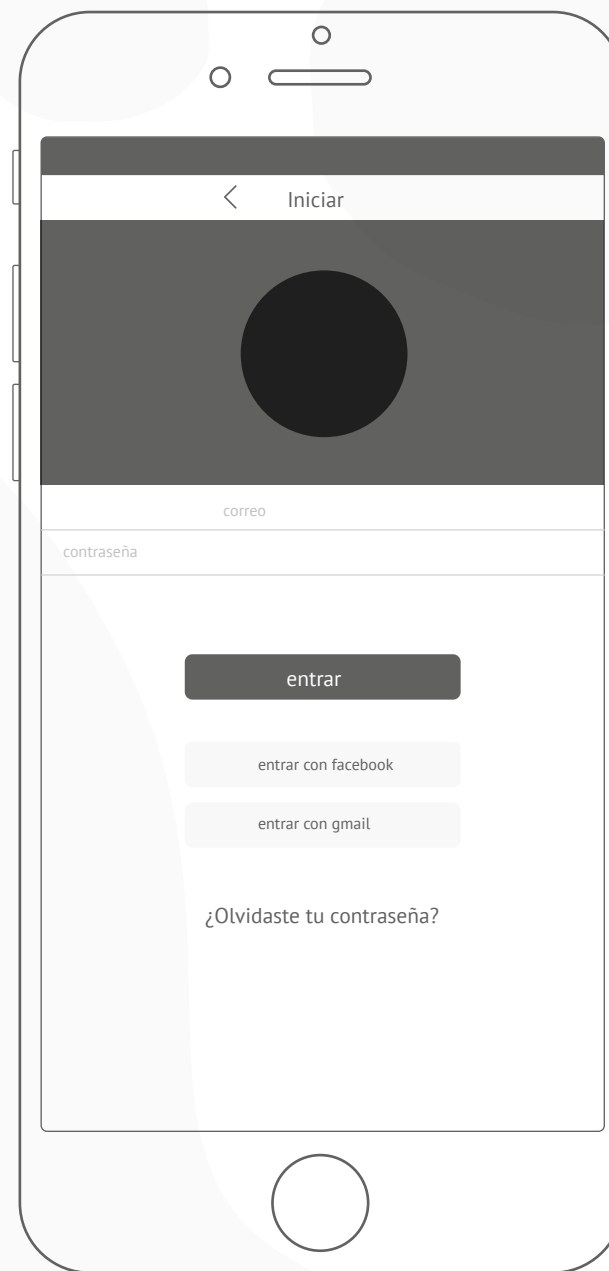 Iniciar
correo
contraseña
entrar
entrar con facebook
entrar con gmail
¿Olvidaste tu contraseña?